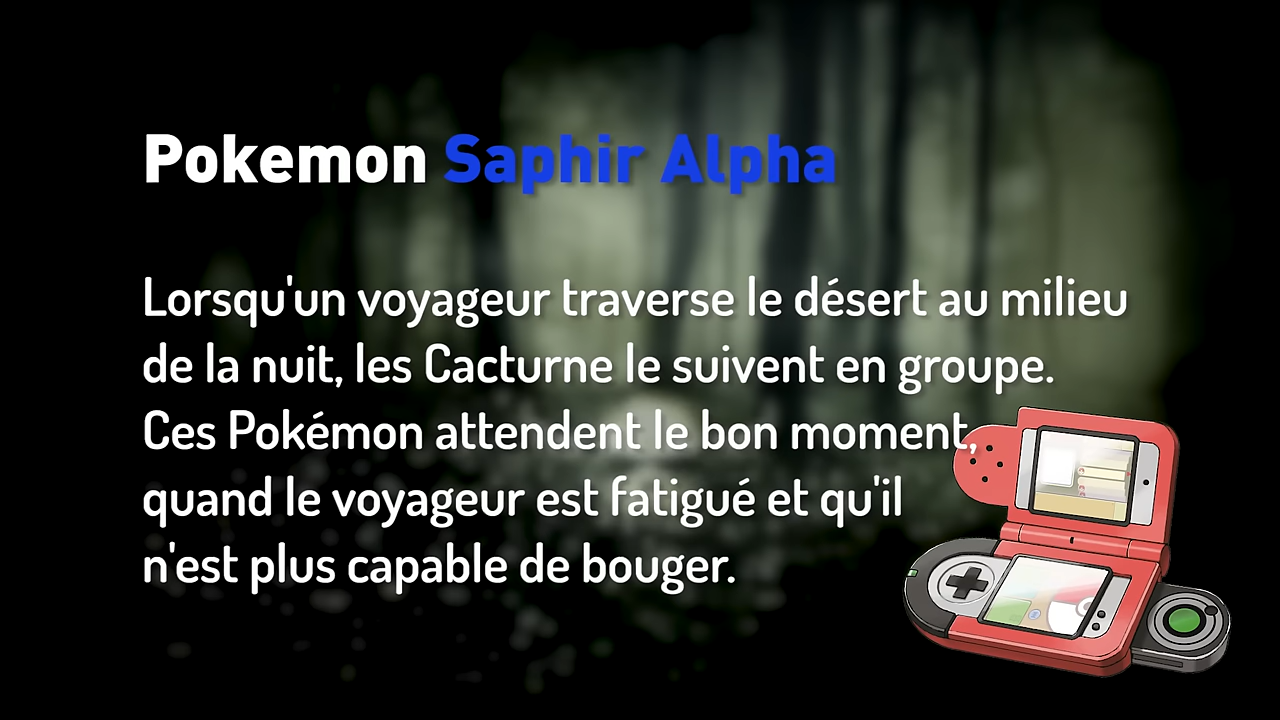 Pokemon Saphir Alpha
Lorsqu'un voyageur traverse le désert au milieu
de la nuit, les Cacturne le suivent en groupe.
Ces Pokémon attendent le bon moment,
quand le voyageur est fatigué et qu'il
n'est plus capable de bouger.